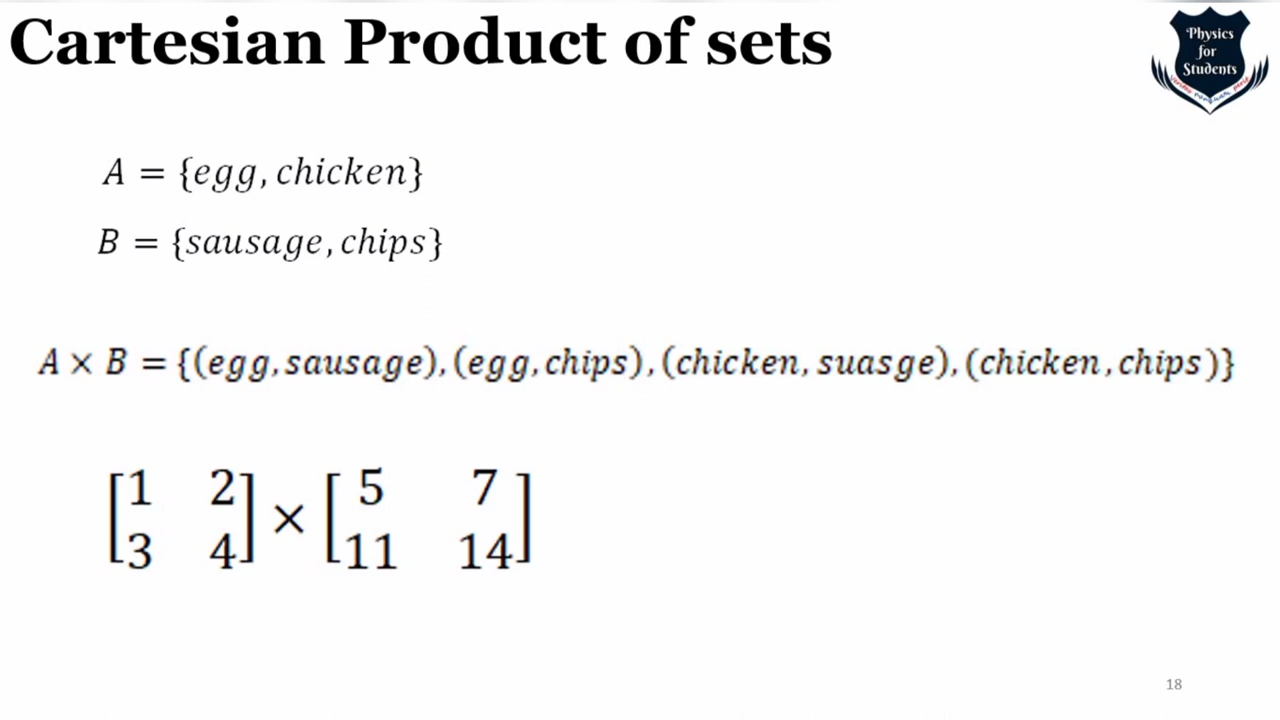 Cartesian Product of sets
Physics
for
Students
A = {egg, chicken}
B = {sausage, chips}
A × B = {(egg, sausage), (egg, chips), (chicken, suasge), (chicken, chips)}
[1 2] × [5 7]
[3 4] [11 14]
18